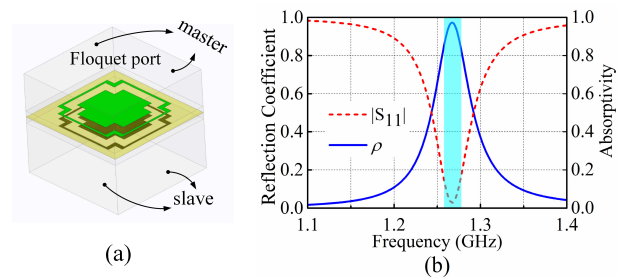 master
Floquet port
slave
(a)
Reflection Coefficient
1.0
0.8
0.6
0.4
0.2
0.0
|S11|
ρ
1.1
1.2
1.3
1.4
Frequency (GHz)
1.0
0.8
0.6
0.4
0.2
0.0
Absorptivity
(b)